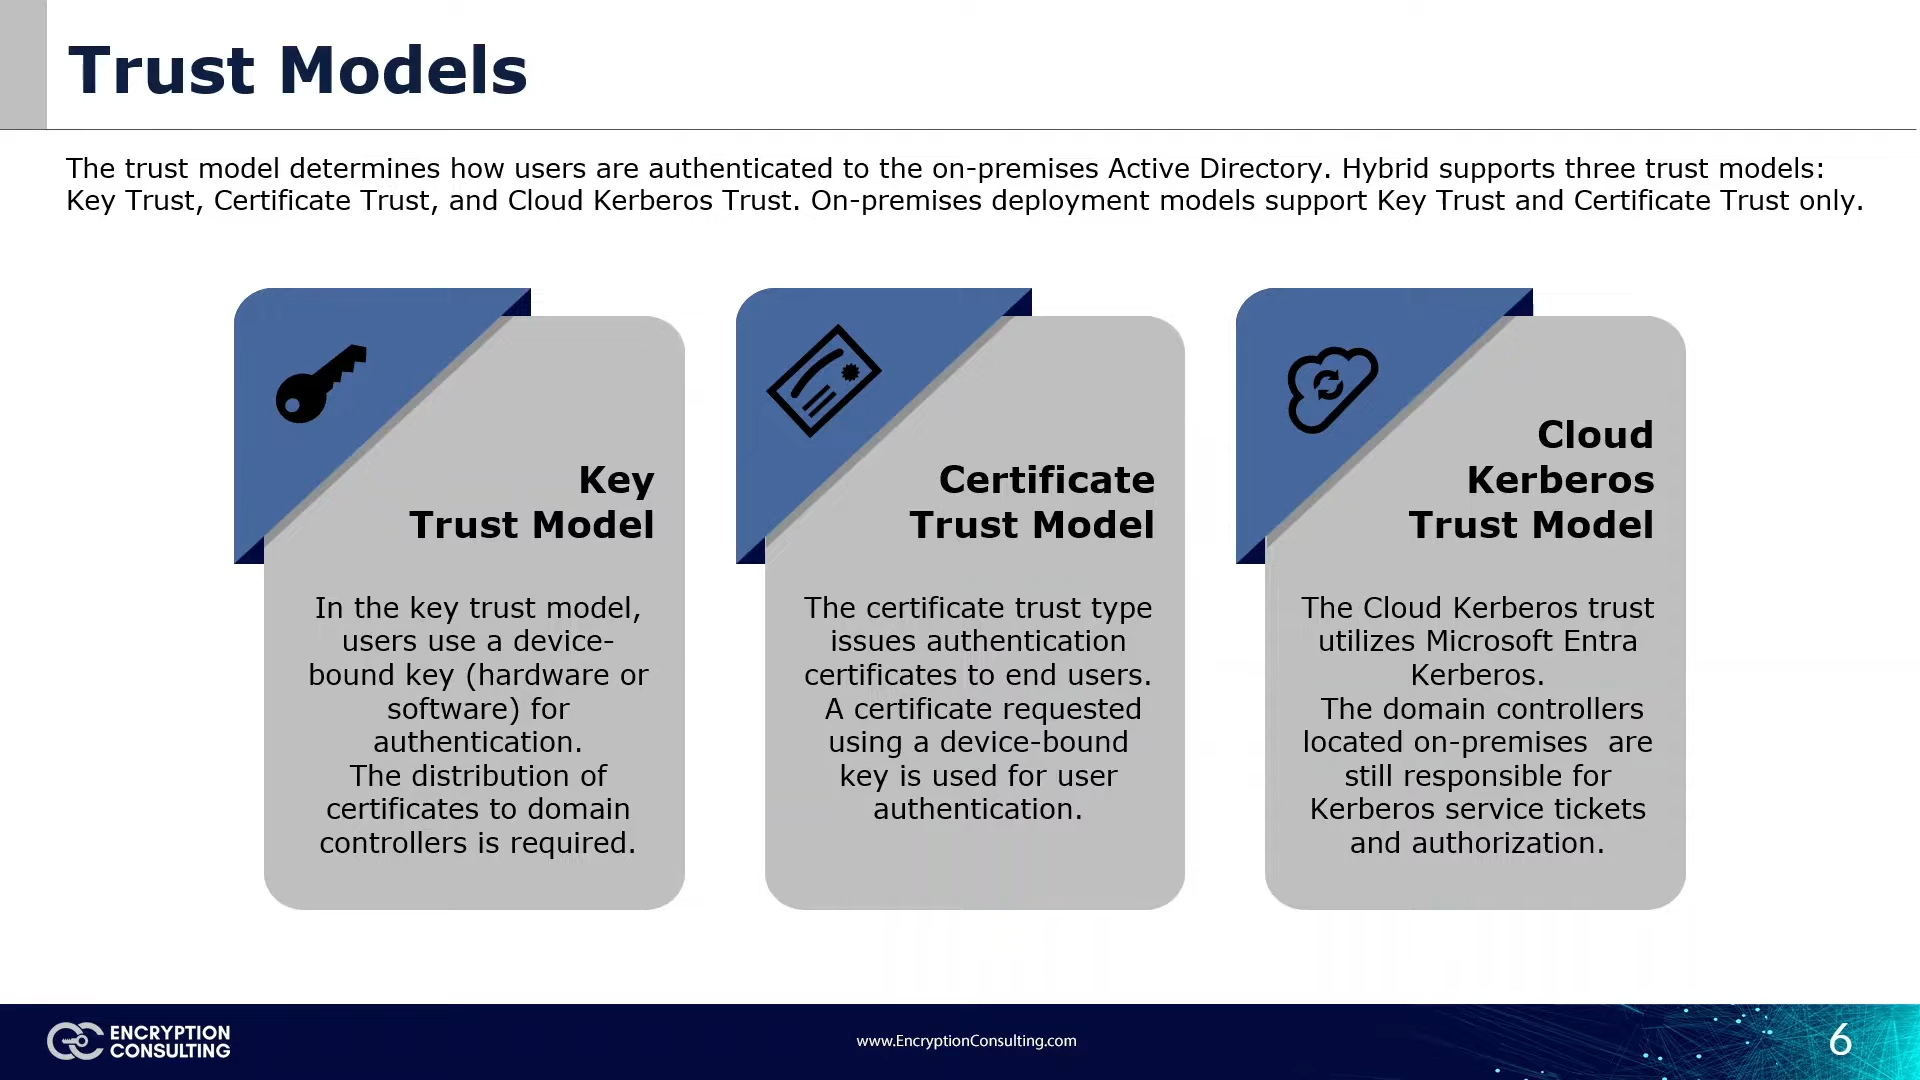 Trust Models
The trust model determines how users are authenticated to the on-premises Active Directory. Hybrid supports three trust models:
Key Trust, Certificate Trust, and Cloud Kerberos Trust. On-premises deployment models support Key Trust and Certificate Trust only.
Key
Trust Model
In the key trust model,
users use a device-
bound key (hardware or
software) for
authentication.
The distribution of
certificates to domain
controllers is required.
Certificate
Trust Model
The certificate trust type
issues authentication
certificates to end users.
A certificate requested
using a device-bound
key is used for user
authentication.
Cloud
Kerberos
Trust Model
The Cloud Kerberos trust
utilizes Microsoft Entra
Kerberos.
The domain controllers
located on-premises  are
still responsible for
Kerberos service tickets
and authorization.
ENCRYPTION
CONSULTING
www.EncryptionConsulting.com
6